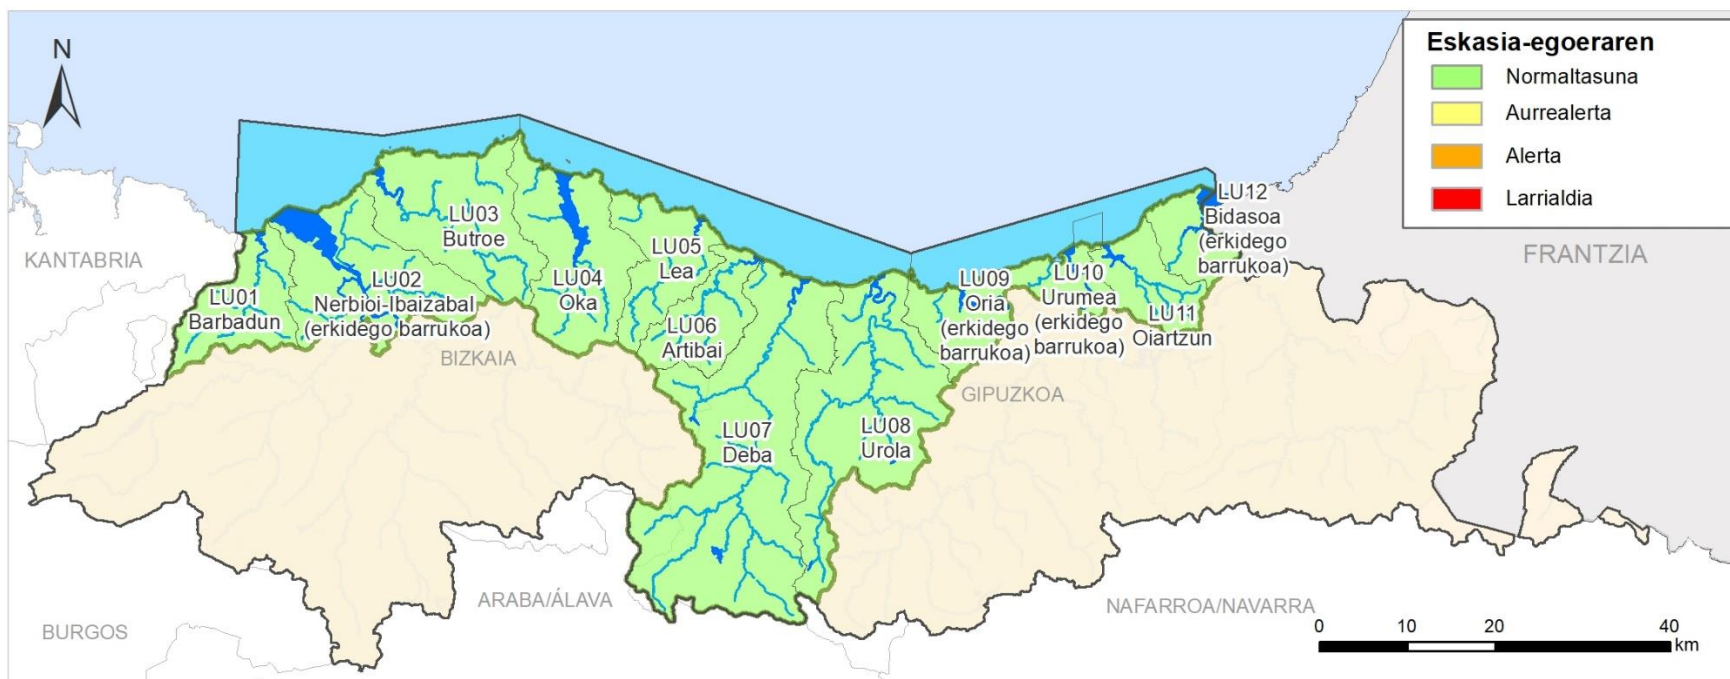 N
Eskasia-egoeraren
Normaltasuna
Aurrealerta
Alerta
Larrialdia
KANTABRIA
FRANTZIA
LU01
Barbadun
LU02
Nerbioi-Ibaizabal
(erkidego barrukoa)
LU03
Butroe
LU04
Oka
LU05
Lea
LU06
Artibai
LU07
Deba
LU08
Urola
LU09
Oria
(erkidego
barrukoa)
LU10
Urumea
(erkidego
barrukoa)
LU11
Oiartzun
LU12
Bidasoa
(erkidego
barrukoa)
BIZKAIA
GIPUZKOA
ARABA/ÁLAVA
BURGOS
NAFARROA/NAVARRA
0 10 20 40
km